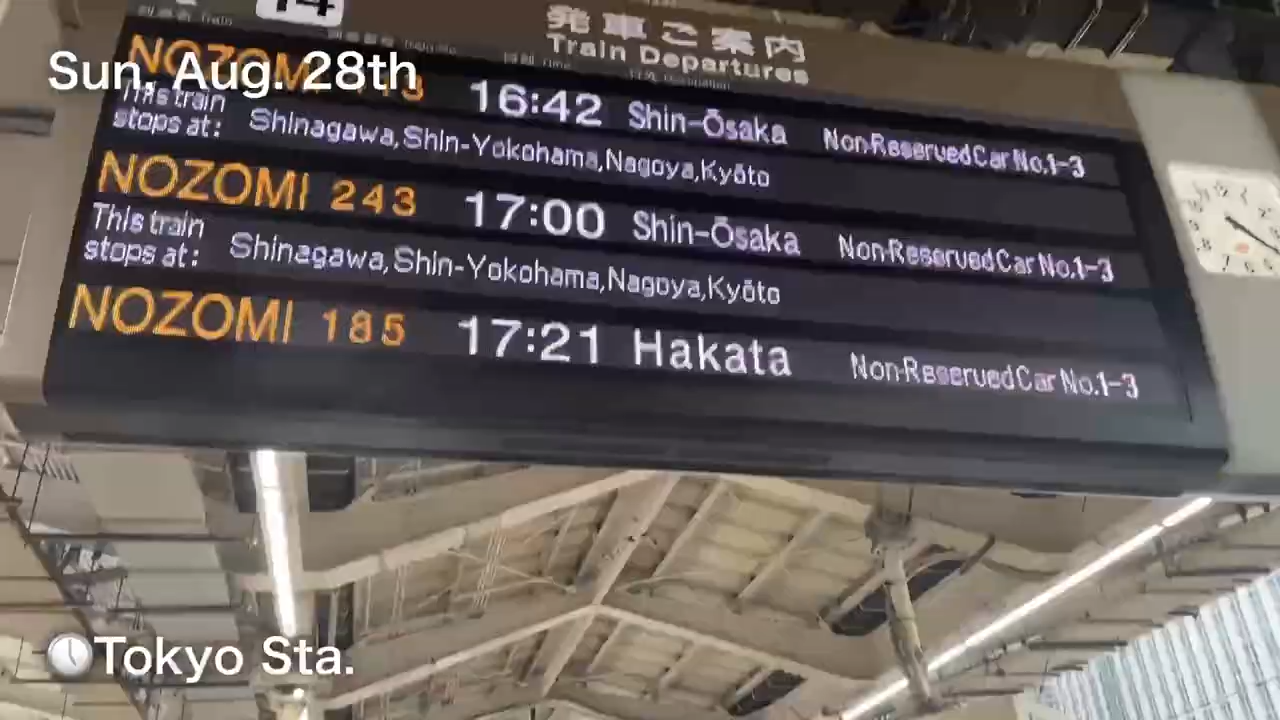 14
発車ご案内
Train Departures
Sun, Aug. 28th
NOZOMI 113 16:42 Shin-Ōsaka Non-Reserved Car No.1-3
This train stops at: Shinagawa,Shin-Yokohama,Nagoya,Kyōto
NOZOMI 243 17:00 Shin-Ōsaka Non-Reserved Car No.1-3
This train stops at: Shinagawa,Shin-Yokohama,Nagoya,Kyōto
NOZOMI 185 17:21 Hakata Non-Reserved Car No.1-3
Tokyo Sta.